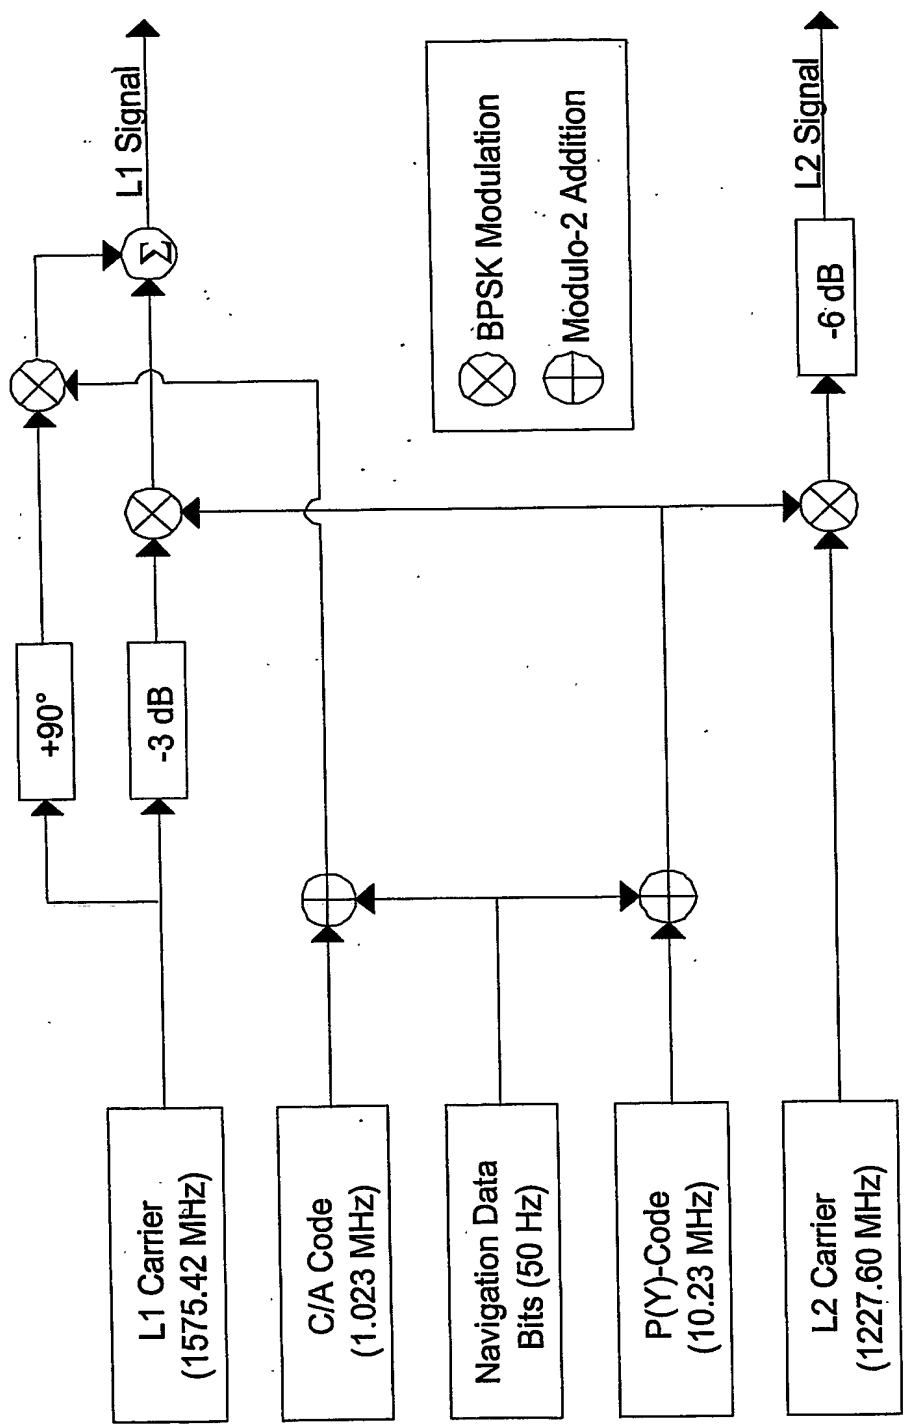 L1 Carrier
(1575.42 MHz)
C/A Code
(1.023 MHz)
Navigation Data
Bits (50 Hz)
P(Y)-Code
(10.23 MHz)
L2 Carrier
(1227.60 MHz)
+90°
-3 dB
Σ
L1 Signal
BPSK Modulation
Modulo-2 Addition
-6 dB
L2 Signal